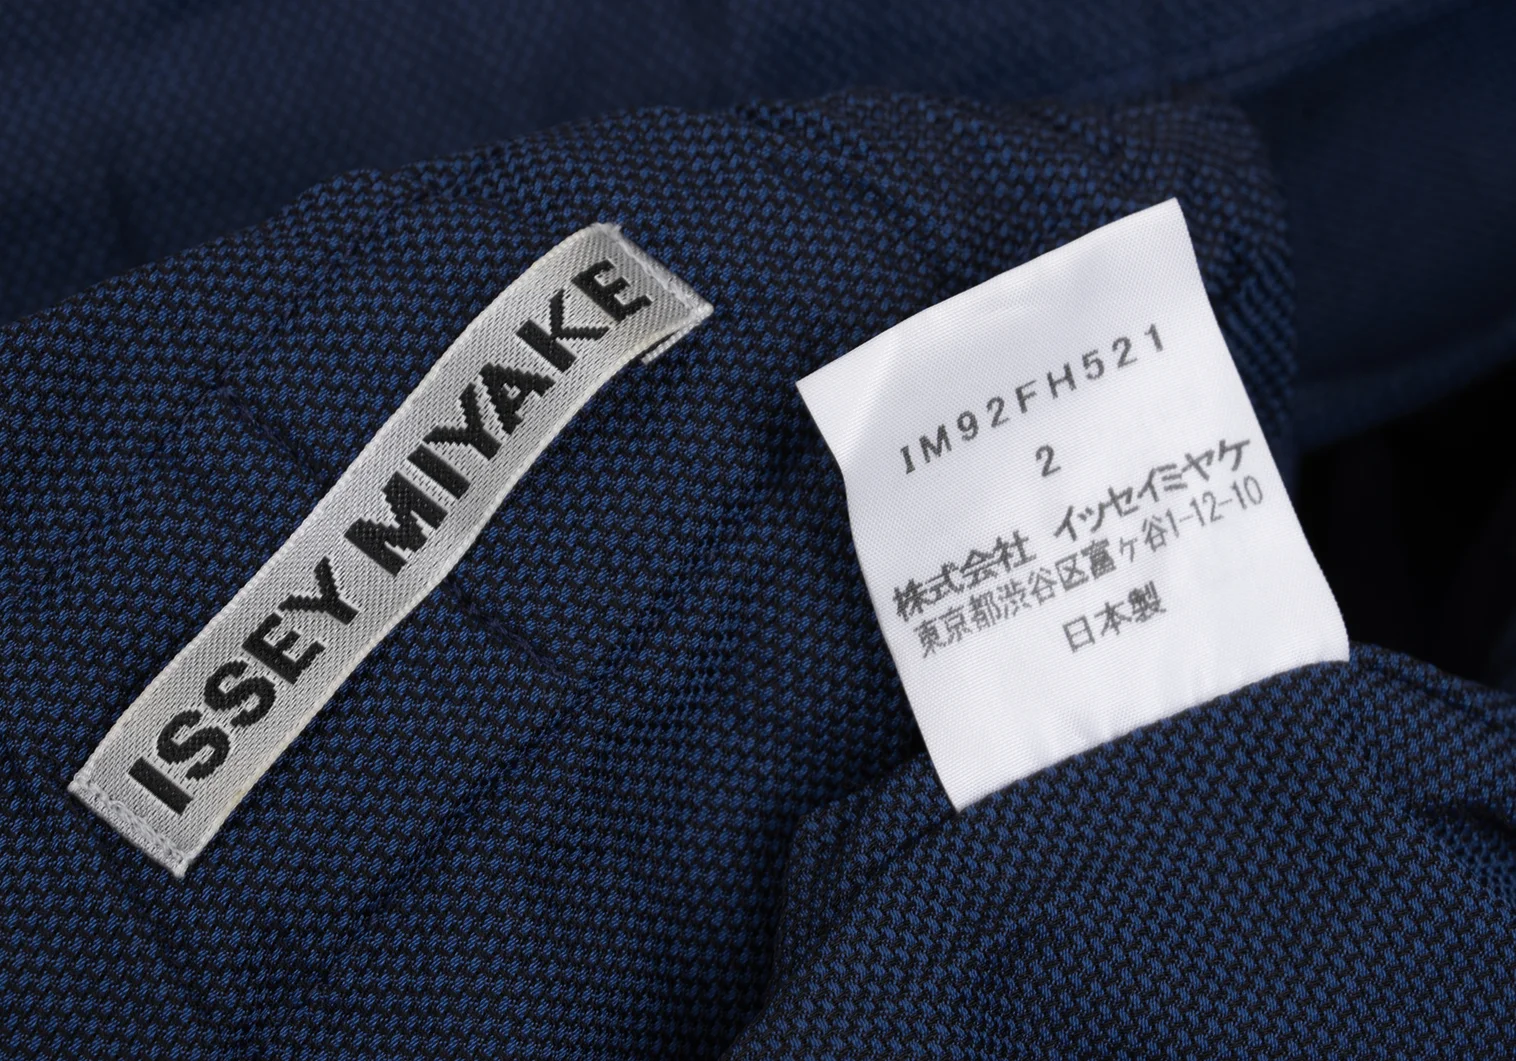 ISSEY MIYAKE
IM92FH521
2
株式会社 イッセイミヤケ
東京都渋谷区富ヶ谷1-12-10
日本製